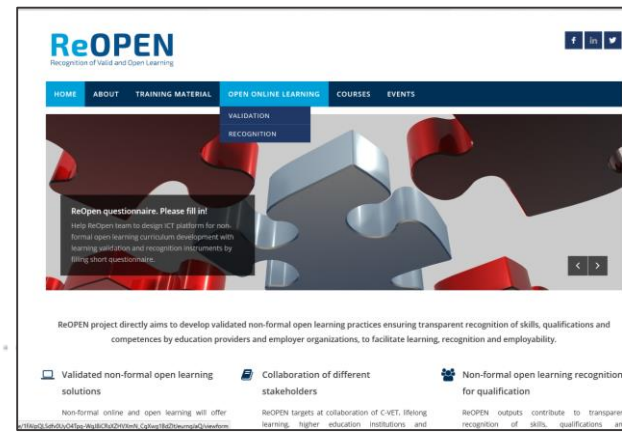 ReOPEN
Recognition of Valid and Open Learning
f in
HOME ABOUT TRAINING MATERIAL OPEN ONLINE LEARNING COURSES EVENTS
VALIDATION
RECOGNITION
ReOpen questionnaire. Please fill in!
Help ReOpen team to design ICT platform for non-
formal open learning curriculum development with
learning validation and recognition instruments by
filling short questionnaire.
ReOPEN project directly aims to develop validated non-formal open learning practices ensuring transparent recognition of skills, qualifications and
competences by education providers and employer organizations, to facilitate learning, recognition and employability.
Validated non-formal open learning
solutions
Non-formal online and open learning will offer
Collaboration of different
stakeholders
ReOPEN targets at collaboration of C-VET, lifelong
learning, higher education institutions and
Non-formal open learning recognition
for qualification
ReOPEN outputs contribute to transparen
recognition of skills, qualifications an